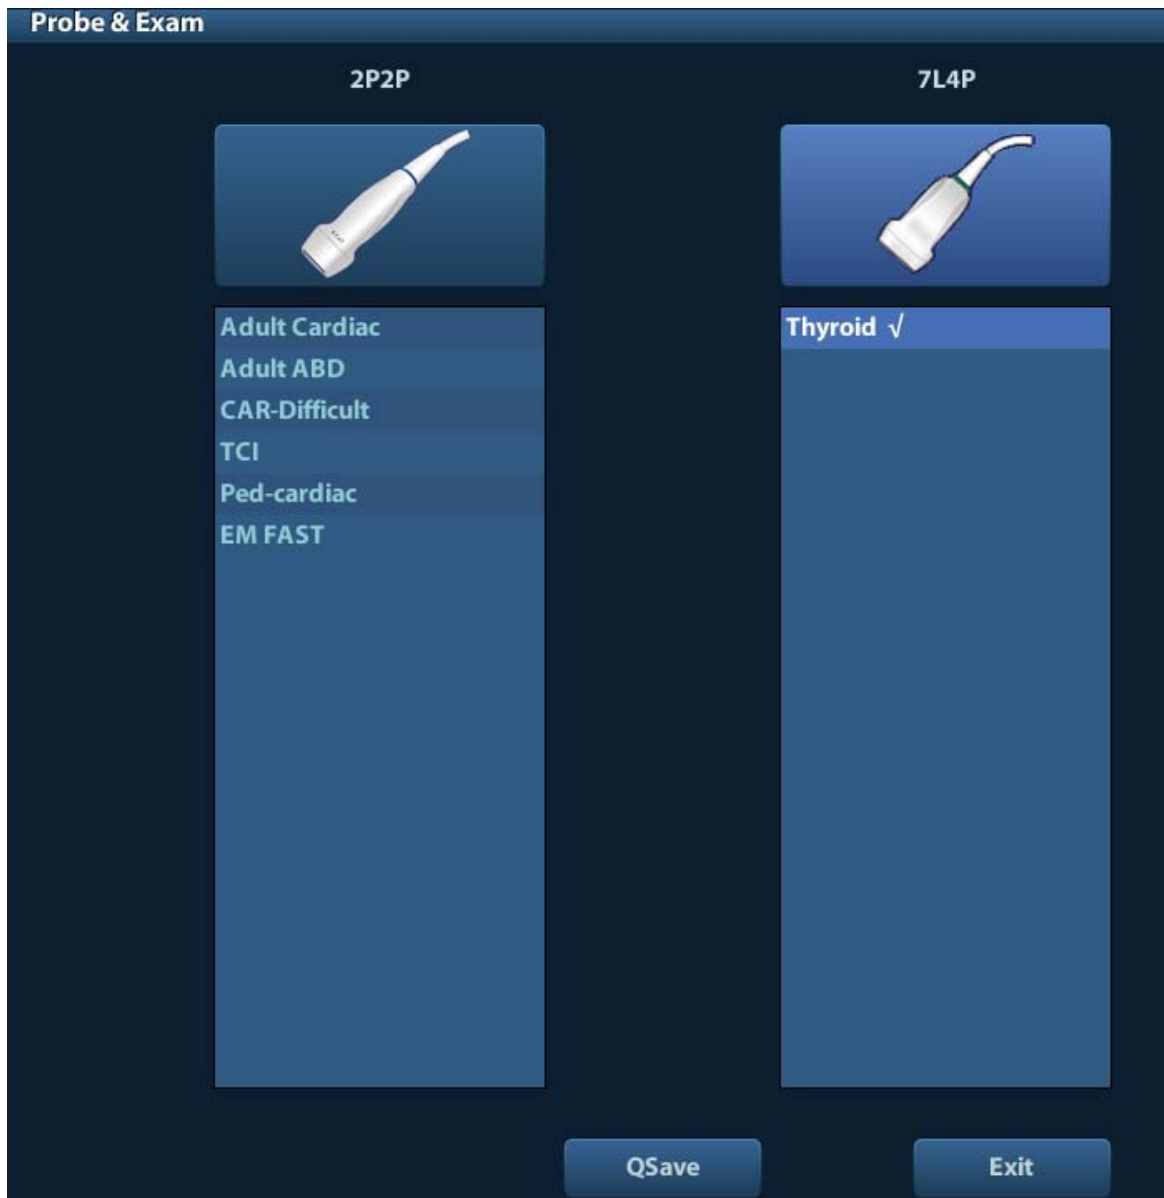 Probe & Exam
2P2P
7L4P
Adult Cardiac
Adult ABD
CAR-Difficult
TCI
Ped-cardiac
EM FAST
Thyroid √
QSave
Exit